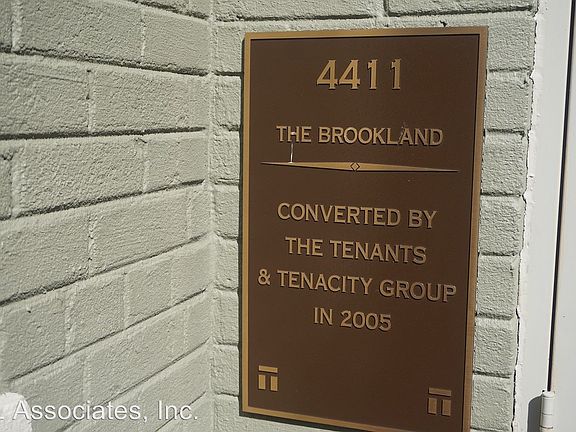 4411
THE BROOKLAND
CONVERTED BY
THE TENANTS
& TENACITY GROUP
IN 2005
Associates, Inc.